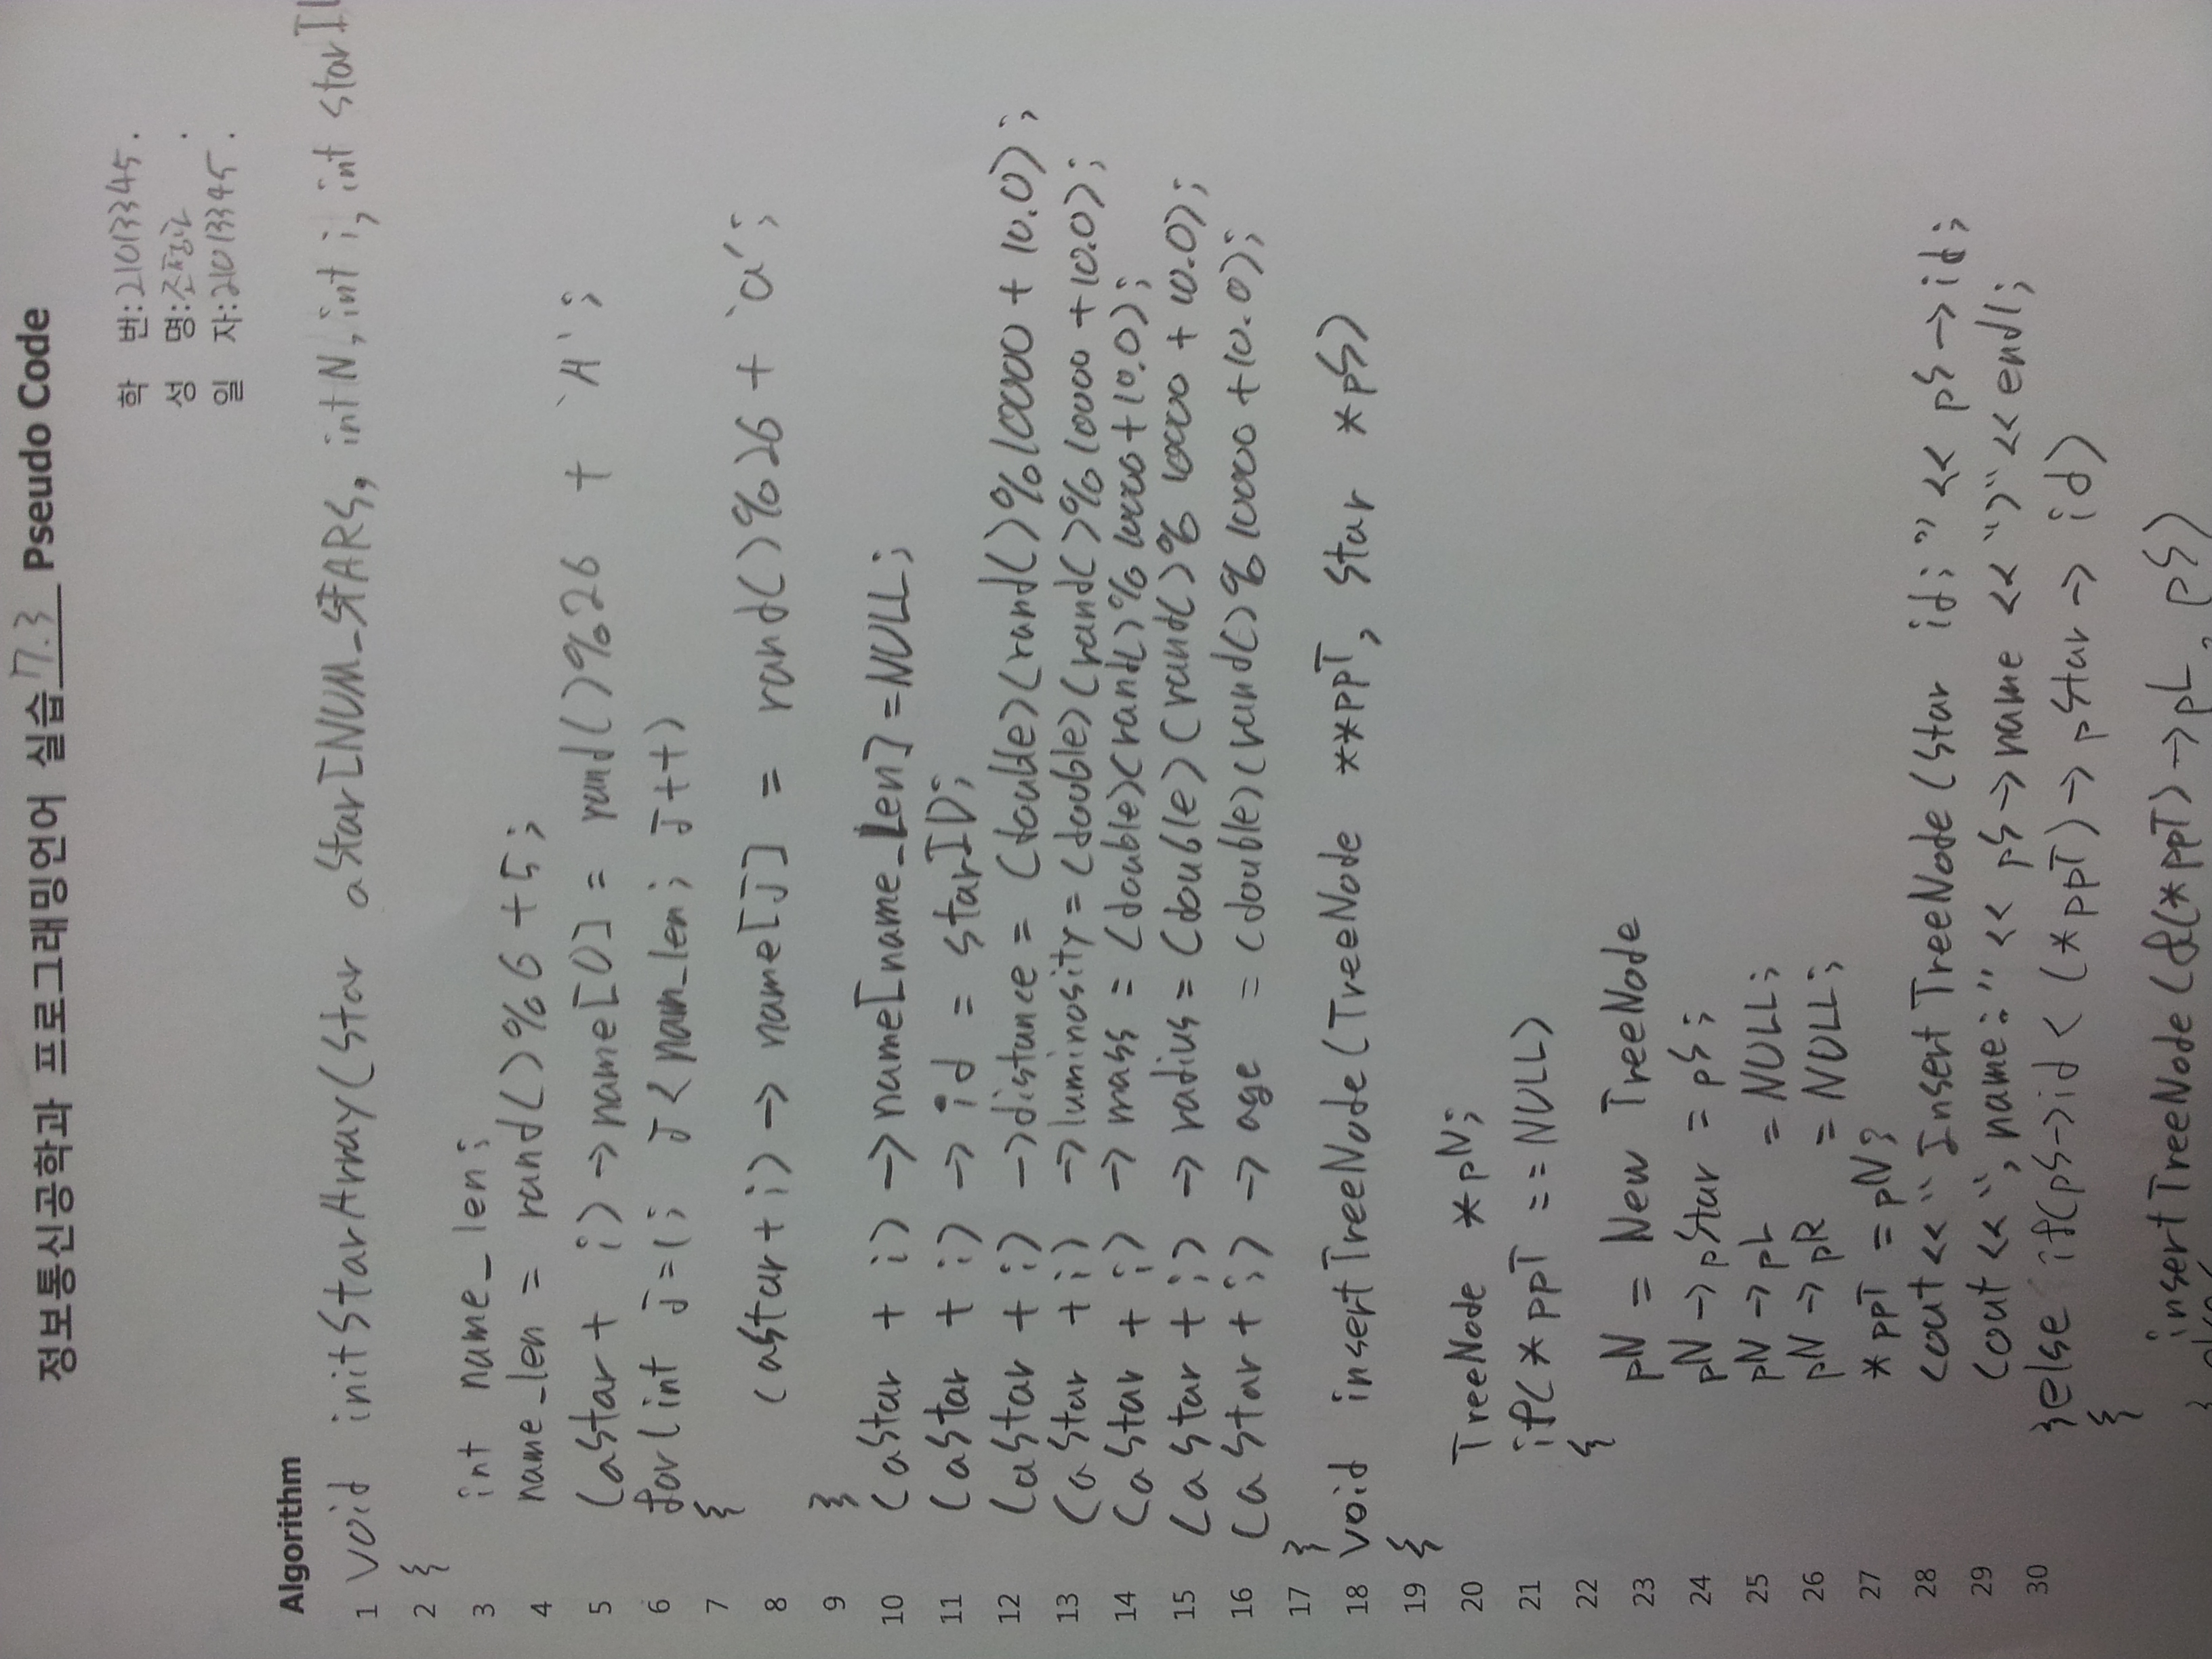 정보통신공학과 프로그래밍언어 실습 7.3 Pseudo Code
학 번:21013345.
성 명:
일 자:21013345.
Algorithm
1 void initStarArray(Star aStar[NUM_STARS, int N, int i, int starI
2 {
3 int name_len;
4 name_len = rand()%6+5;
5 (aStar+ i)->name[0] = rand()%26 + 'A';
6 for(int J=1; J<nam_len; J++)
7 {
8 (aStar+i)->name[J] = rand()%26 + 'a';
9 }
10 (aStar + i)->name[name_Len]=NULL;
11 (aStar + i) -> id = starID;
12 (aStar + i) ->distance = (double)(rand()%10000 + 10.0);
13 (aStar + i) ->luminosity=(double)(rand()%10000+10.0);
14 (aStar + i) -> mass = (double)(rand()%10000+10.0);
15 (aStar + i) -> radius = (double)(rand()%10000+10.0);
16 (aStar+i) -> age = (double)(rand()%10000+10.0);
17 }
18 void insertTreeNode(TreeNode **ppT, Star *pS)
19 {
20 TreeNode *pN;
21 if(*ppT ==NULL)
22 {
23 pN = New TreeNode
24 pN ->pStar = pS;
25 pN ->pL = NULL;
26 pN ->pR = NULL;
27 *ppT = pN;
28 cout << "InsertTreeNode(Star id:" << pS->id;
29 cout << ",name:" << pS->name << ")"<<endl;
30 }else if(pS->id < (*ppT)->pStar->id)
{
insertTreeNode(&(*ppT)->pL, pS)